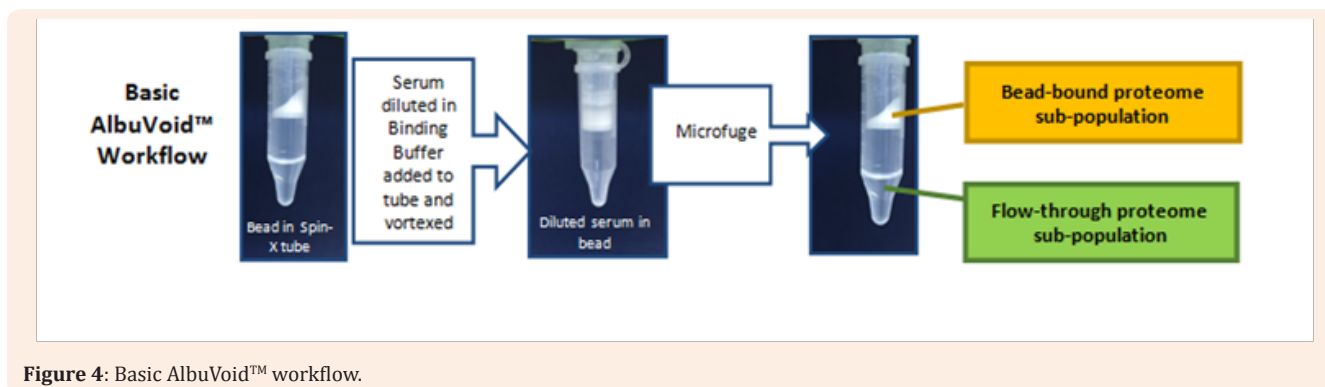 Basic
AlbuVoid™
Workflow
Bead in Spin-
X tube
Serum
diluted in
Binding
Buffer
added to
tube and
vortexed
Diluted serum in
bead
Microfuge
Bead-bound proteome
sub-population
Flow-through proteome
sub-population
Figure 4: Basic AlbuVoid™ workflow.